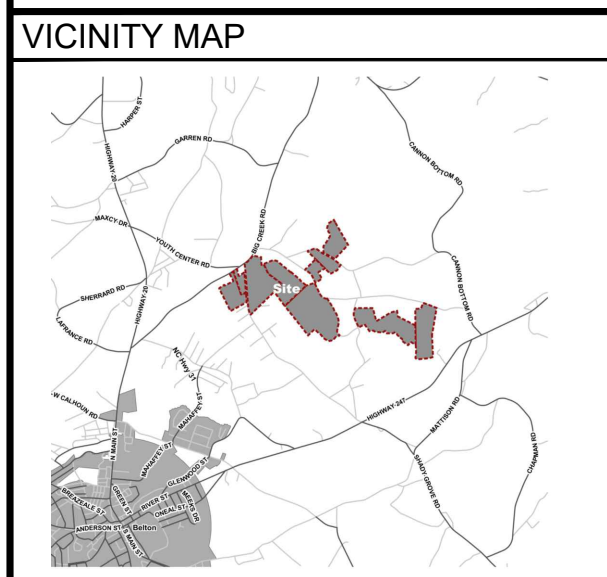 VICINITY MAP
HARPER ST
HIGHWAY-20
GARREN RD
CANNON BOTTOM RD
MAXCY DR
YOUTH CENTER RD
BIG CREEK RD
SHERRARD RD
HIGHWAY-20
Site
CANNON BOTTOM RD
LAFRANCE RD
NC Hwy 31
W CALHOUN RD
N MAIN ST
MAHAFFEY ST
MAHAFFEY ST
HIGHWAY-247
MATTISON RD
CHAPMAN RD
SHADY GROVE RD
GLENWOOD ST
BREAZEALE ST
GREEN ST
RIVER ST
ONEAL ST
MEEKS DR
ANDERSON ST
S MAIN ST
Belton